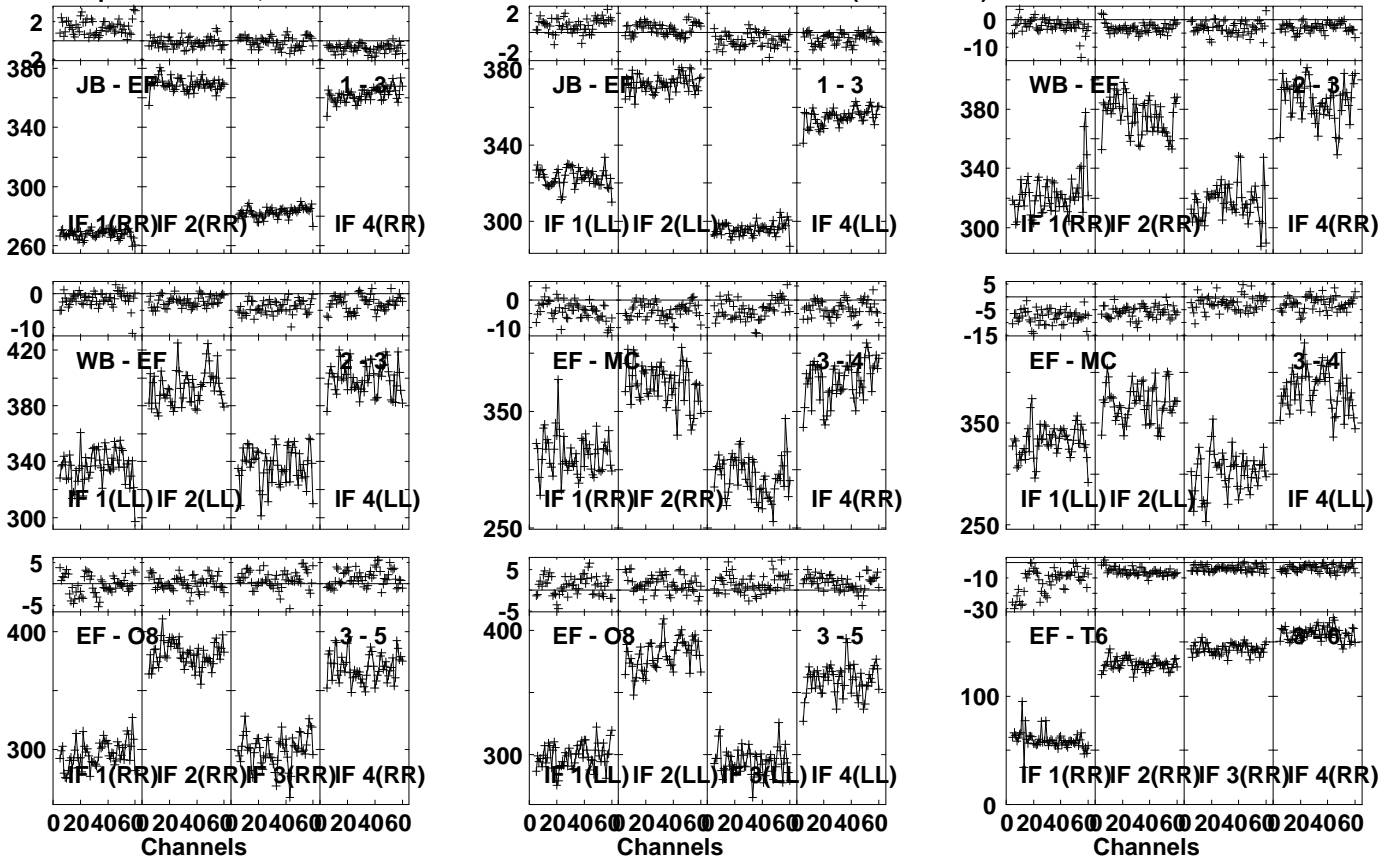 2 2 0
-2 -2 -10
380 JB - EF 1 - 3 380 JB - EF 1 - 3 WB - EF 2 - 3
380
340 340 340
300 300 300
IF 1(RR) IF 2(RR) IF 4(RR) IF 1(LL) IF 2(LL) IF 4(LL) IF 1(RR) IF 2(RR) IF 4(RR)
260
0 0 5
-10 -10 -5
-15
420 WB - EF 2 - 3 EF - MC 3 - 4 EF - MC 3 - 4
380 350 350
340
IF 1(LL) IF 2(LL) IF 4(LL) IF 1(RR) IF 2(RR) IF 4(RR) IF 1(LL) IF 2(LL) IF 4(LL)
300 250 250
5 5 -10
-5 -5 -30
400 EF - O8 3 - 5 400 EF - O8 3 - 5 EF - T6 3 - 6
100
300 300
IF 1(RR) IF 2(RR) IF 3(RR) IF 4(RR) IF 1(LL) IF 2(LL) IF 3(LL) IF 4(LL) IF 1(RR) IF 2(RR) IF 3(RR) IF 4(RR)
0
0 20 40 60 0 20 40 60 0 20 40 60 0 20 40 60 0 20 40 60 0 20 40 60 0 20 40 60 0 20 40 60 0 20 40 60 0 20 40 60 0 20 40 60 0 20 40 60
Channels Channels Channels